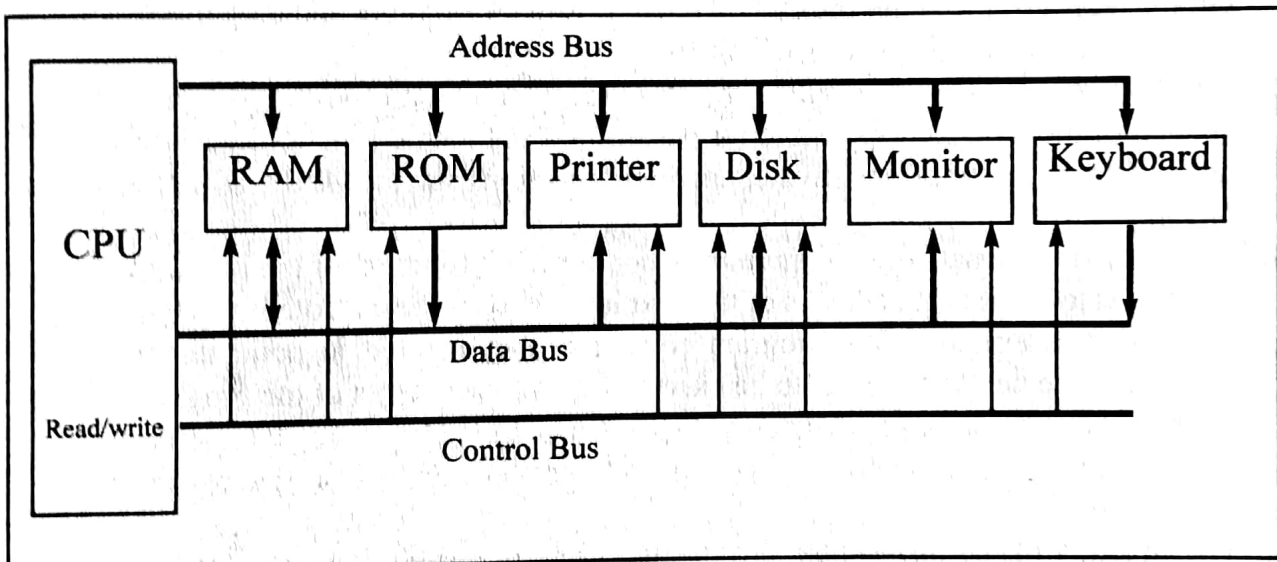 Address Bus
RAM
ROM
Printer
Disk
Monitor
Keyboard
CPU
Data Bus
Read/write
Control Bus